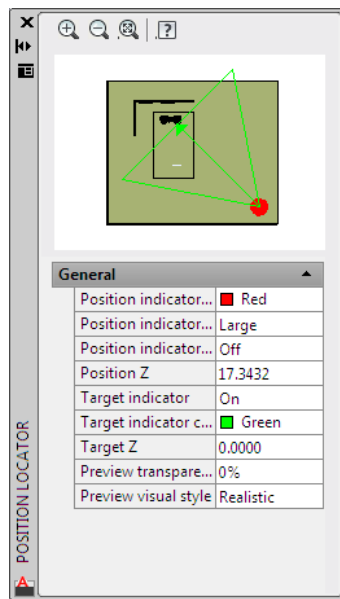 General
Position indicator... Red
Position indicator... Large
Position indicator... Off
Position Z 17.3432
Target indicator On
Target indicator c... Green
Target Z 0.0000
Preview transpare... 0%
Preview visual style Realistic
POSITION LOCATOR